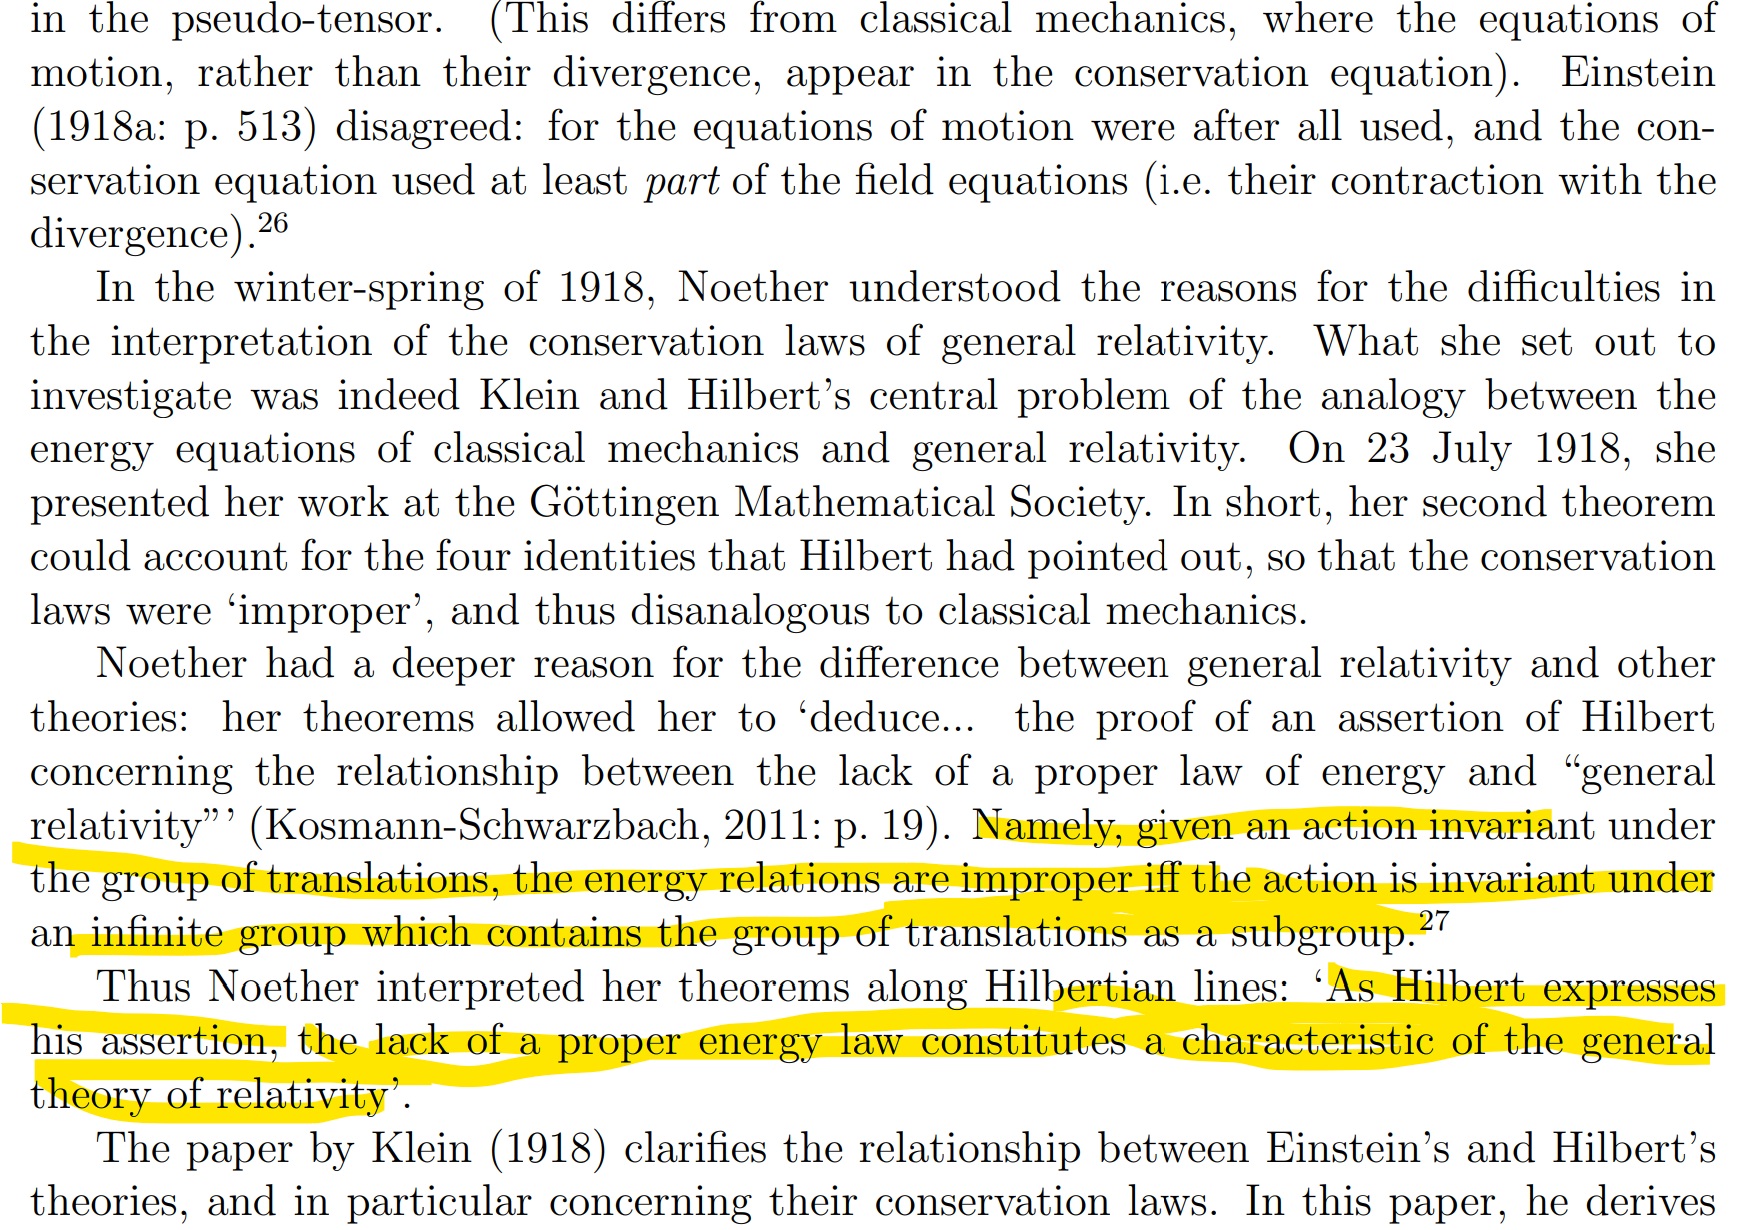 in the pseudo-tensor. (This differs from classical mechanics, where the equations of
motion, rather than their divergence, appear in the conservation equation). Einstein
(1918a: p. 513) disagreed: for the equations of motion were after all used, and the con-
servation equation used at least part of the field equations (i.e. their contraction with the
divergence).26
In the winter-spring of 1918, Noether understood the reasons for the difficulties in
the interpretation of the conservation laws of general relativity. What she set out to
investigate was indeed Klein and Hilbert's central problem of the analogy between the
energy equations of classical mechanics and general relativity. On 23 July 1918, she
presented her work at the Göttingen Mathematical Society. In short, her second theorem
could account for the four identities that Hilbert had pointed out, so that the conservation
laws were ‘improper’, and thus disanalogous to classical mechanics.
Noether had a deeper reason for the difference between general relativity and other
theories: her theorems allowed her to ‘deduce... the proof of an assertion of Hilbert
concerning the relationship between the lack of a proper law of energy and “general
relativity”’ (Kosmann-Schwarzbach, 2011: p. 19). Namely, given an action invariant under
the group of translations, the energy relations are improper iff the action is invariant under
an infinite group which contains the group of translations as a subgroup.27
Thus Noether interpreted her theorems along Hilbertian lines: ‘As Hilbert expresses
his assertion, the lack of a proper energy law constitutes a characteristic of the general
theory of relativity’.
The paper by Klein (1918) clarifies the relationship between Einstein's and Hilbert's
theories, and in particular concerning their conservation laws. In this paper, he derives